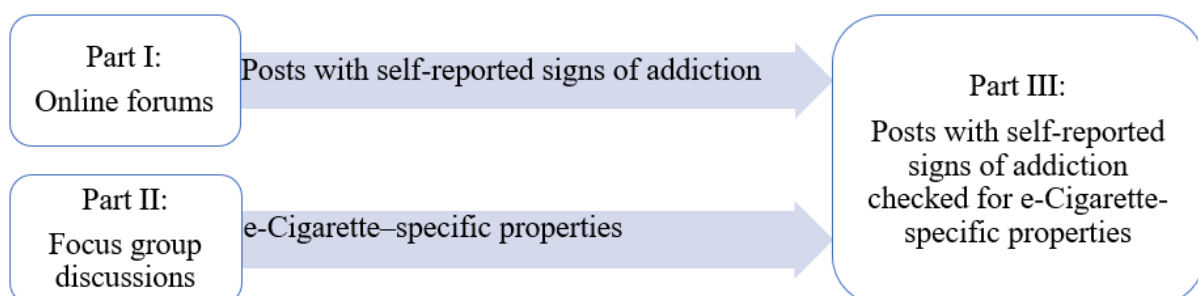 Part I:
Online forums
Posts with self-reported signs of addiction
Part II:
Focus group
discussions
e-Cigarette–specific properties
Part III:
Posts with self-reported
signs of addiction
checked for e-Cigarette-
specific properties